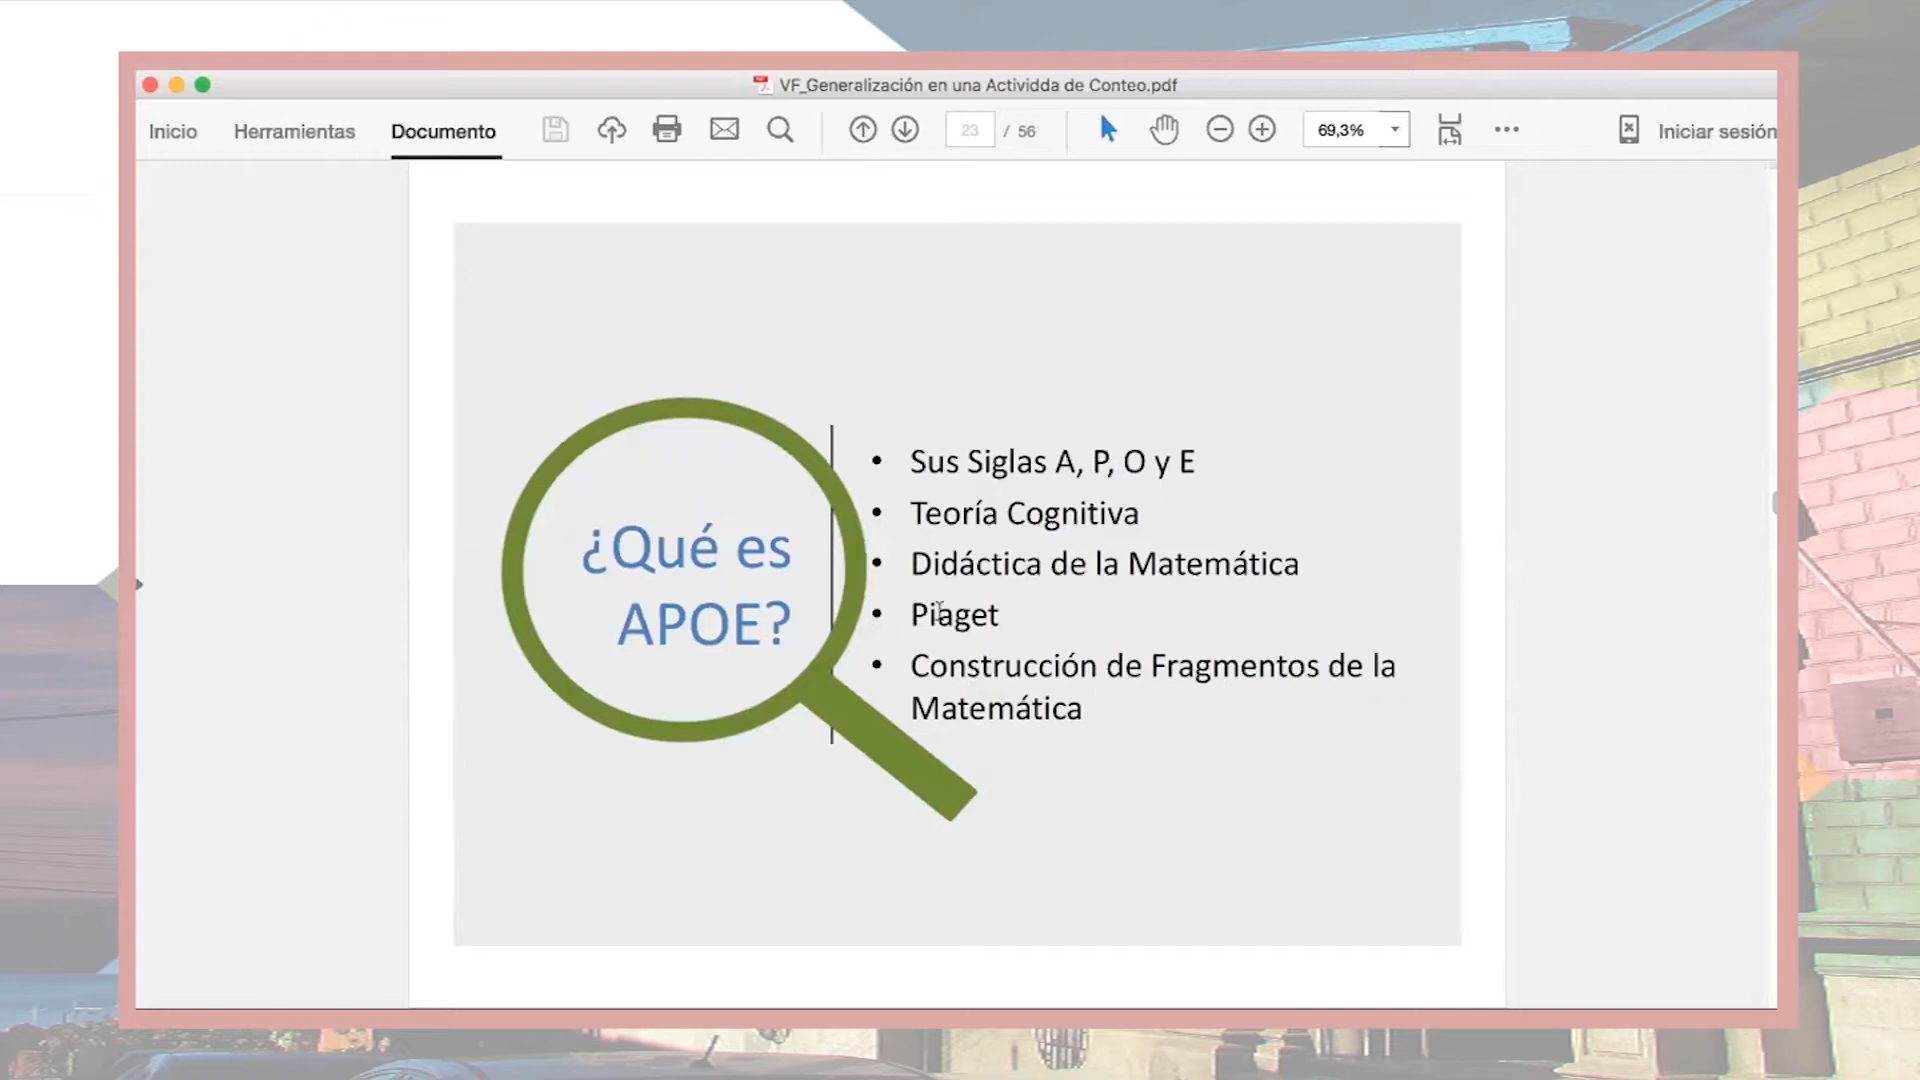 VF_Generalización en una Actividda de Conteo.pdf
Inicio Herramientas Documento 23 / 56 69,3% Iniciar sesión
¿Qué es
APOE?
• Sus Siglas A, P, O y E
• Teoría Cognitiva
• Didáctica de la Matemática
• Piaget
• Construcción de Fragmentos de la
Matemática